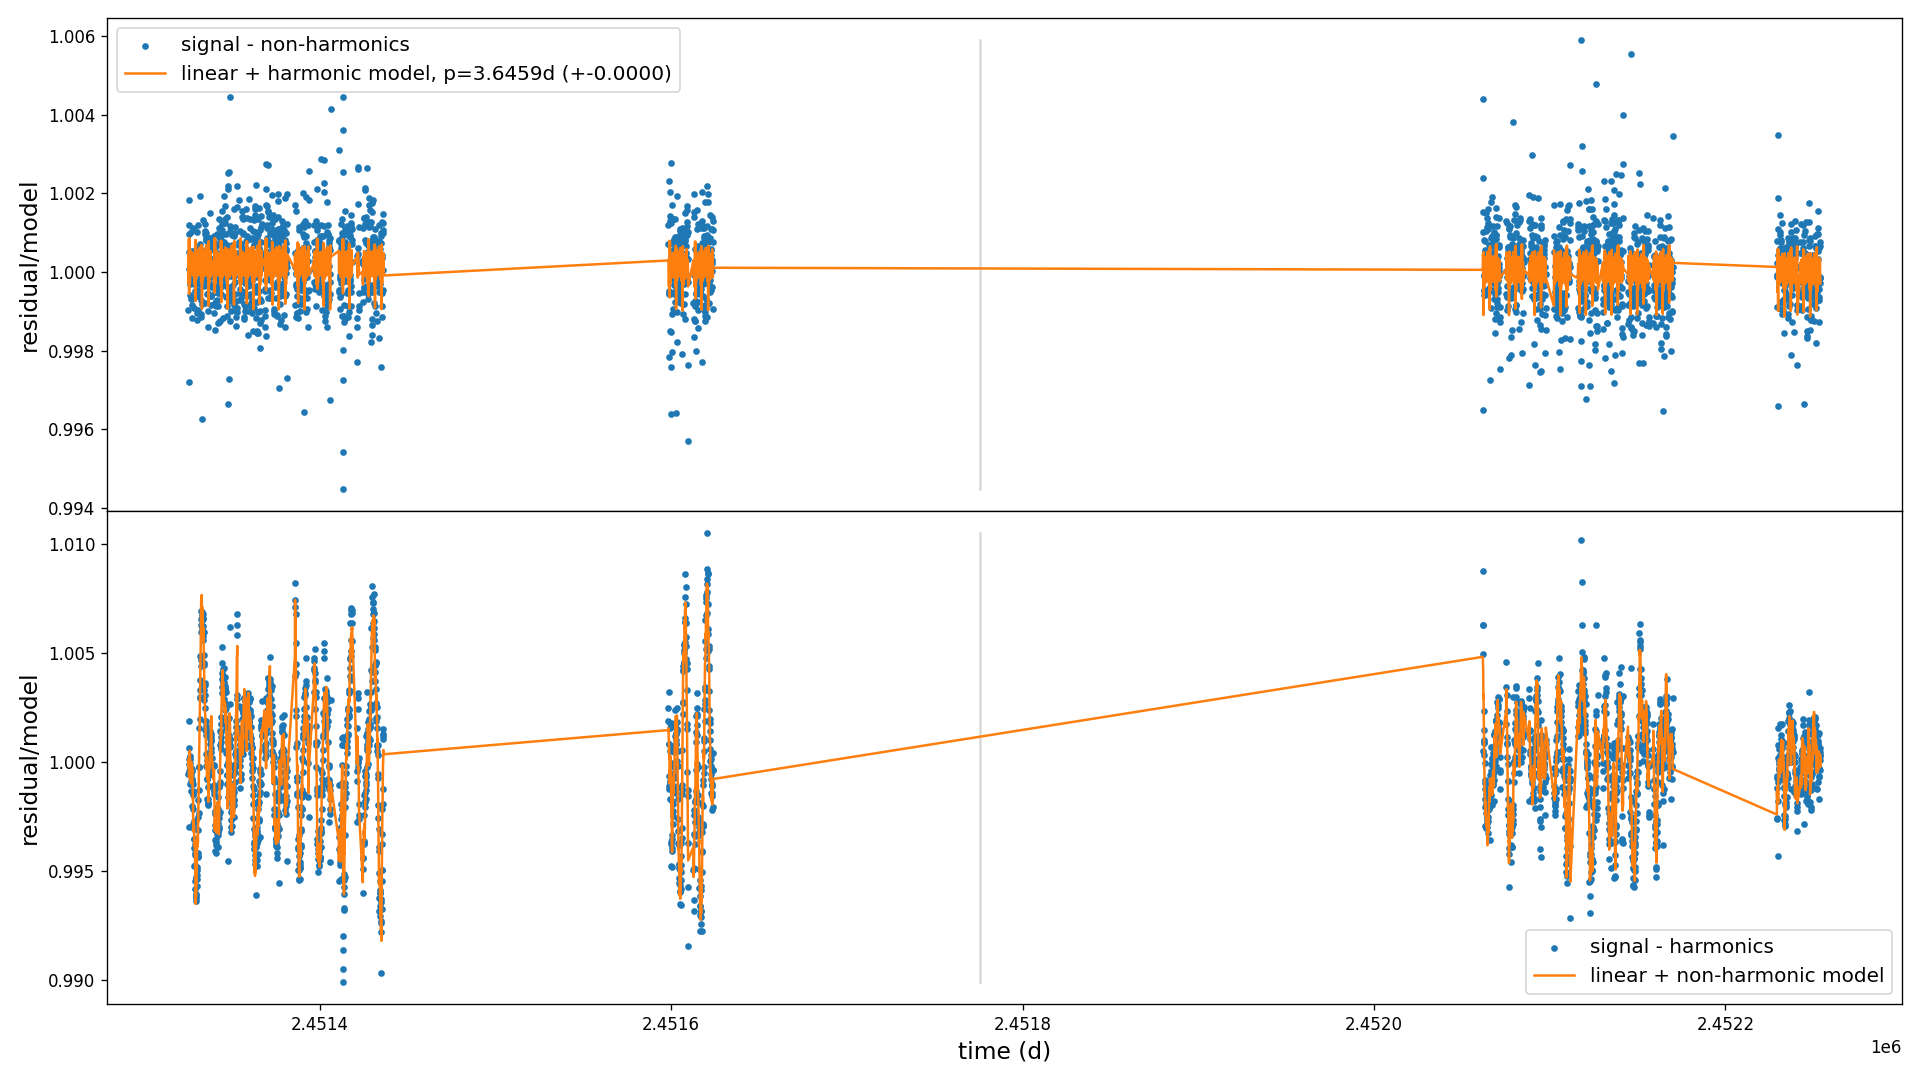 signal - non-harmonics
linear + harmonic model, p=3.6459d (+-0.0000)
1.006
1.004
1.002
1.000
0.998
0.996
0.994
residual/model
1.010
1.005
1.000
0.995
0.990
residual/model
signal - harmonics
linear + non-harmonic model
2.4514
2.4516
2.4518
2.4520
2.4522
1e6
time (d)